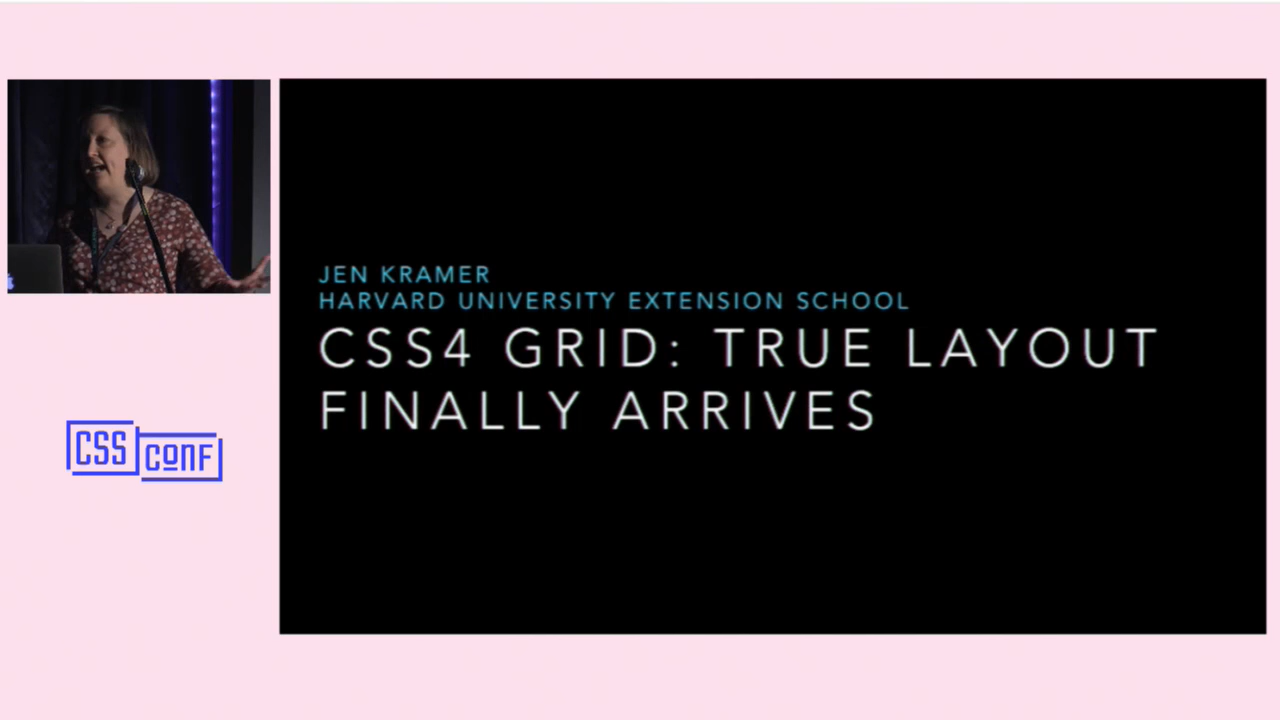 JEN KRAMER
HARVARD UNIVERSITY EXTENSION SCHOOL
CSS4 GRID: TRUE LAYOUT
FINALLY ARRIVES
CSS
CONF